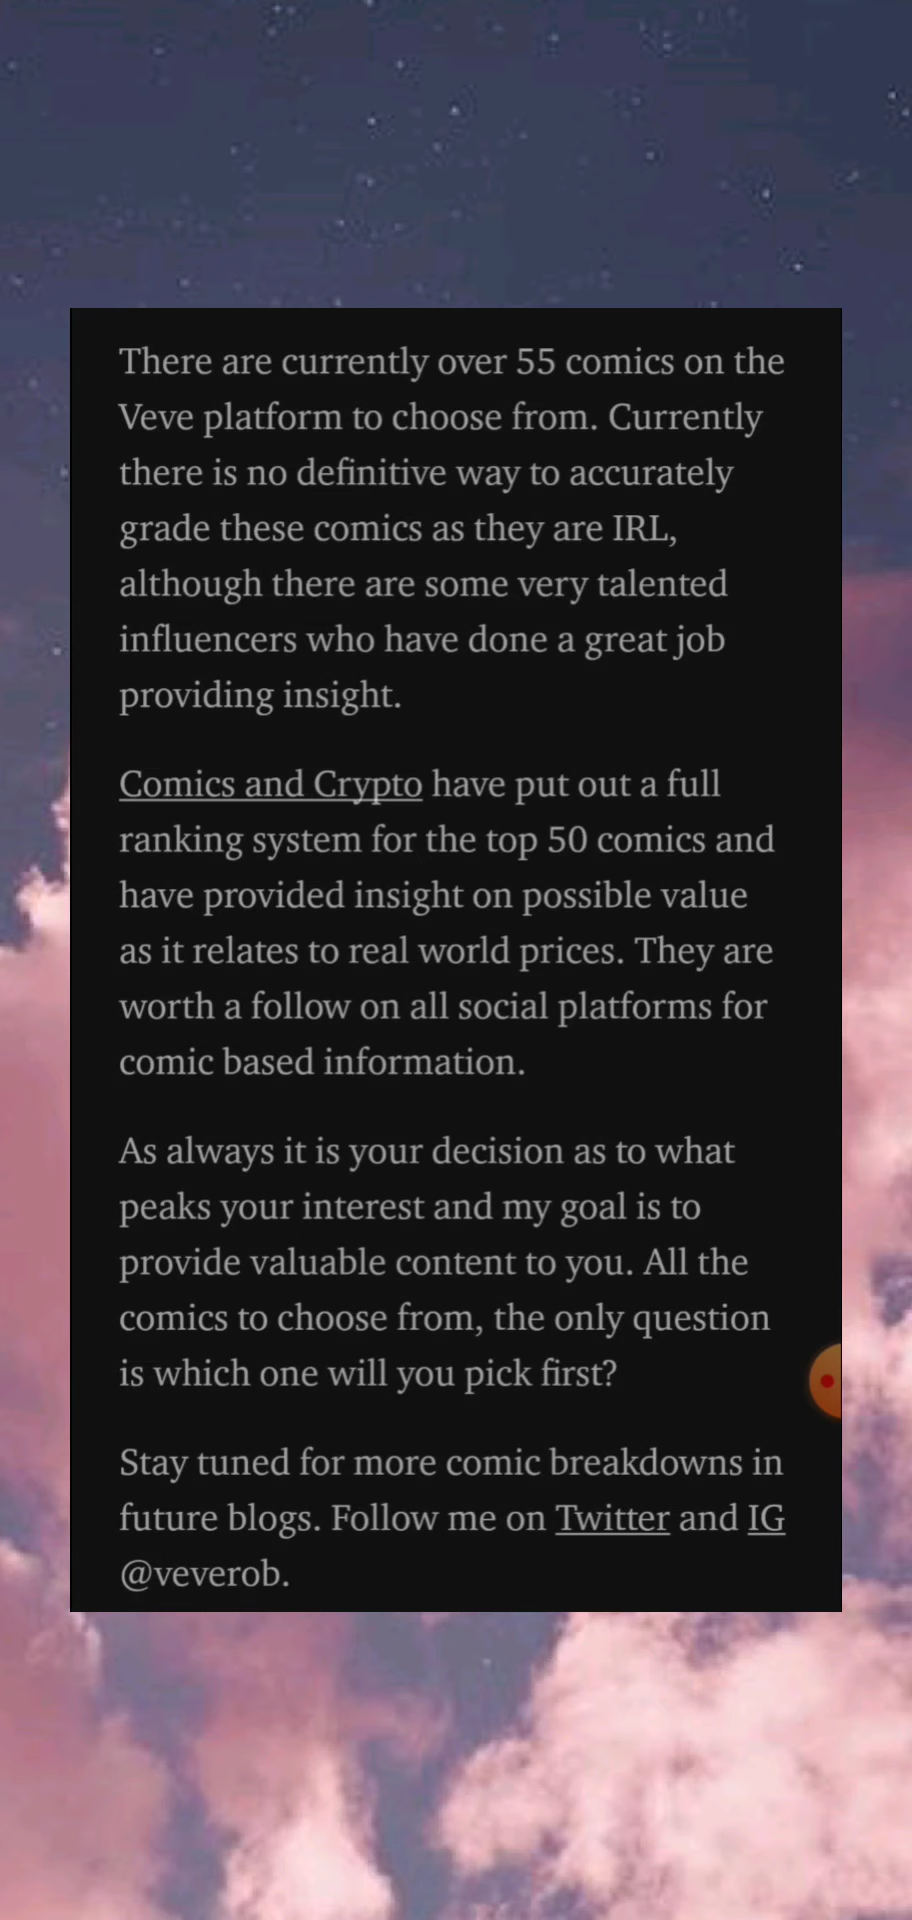 There are currently over 55 comics on the
Veve platform to choose from. Currently
there is no definitive way to accurately
grade these comics as they are IRL,
although there are some very talented
influencers who have done a great job
providing insight.
Comics and Crypto have put out a full
ranking system for the top 50 comics and
have provided insight on possible value
as it relates to real world prices. They are
worth a follow on all social platforms for
comic based information.
As always it is your decision as to what
peaks your interest and my goal is to
provide valuable content to you. All the
comics to choose from, the only question
is which one will you pick first?
Stay tuned for more comic breakdowns in
future blogs. Follow me on Twitter and IG
@veverob.